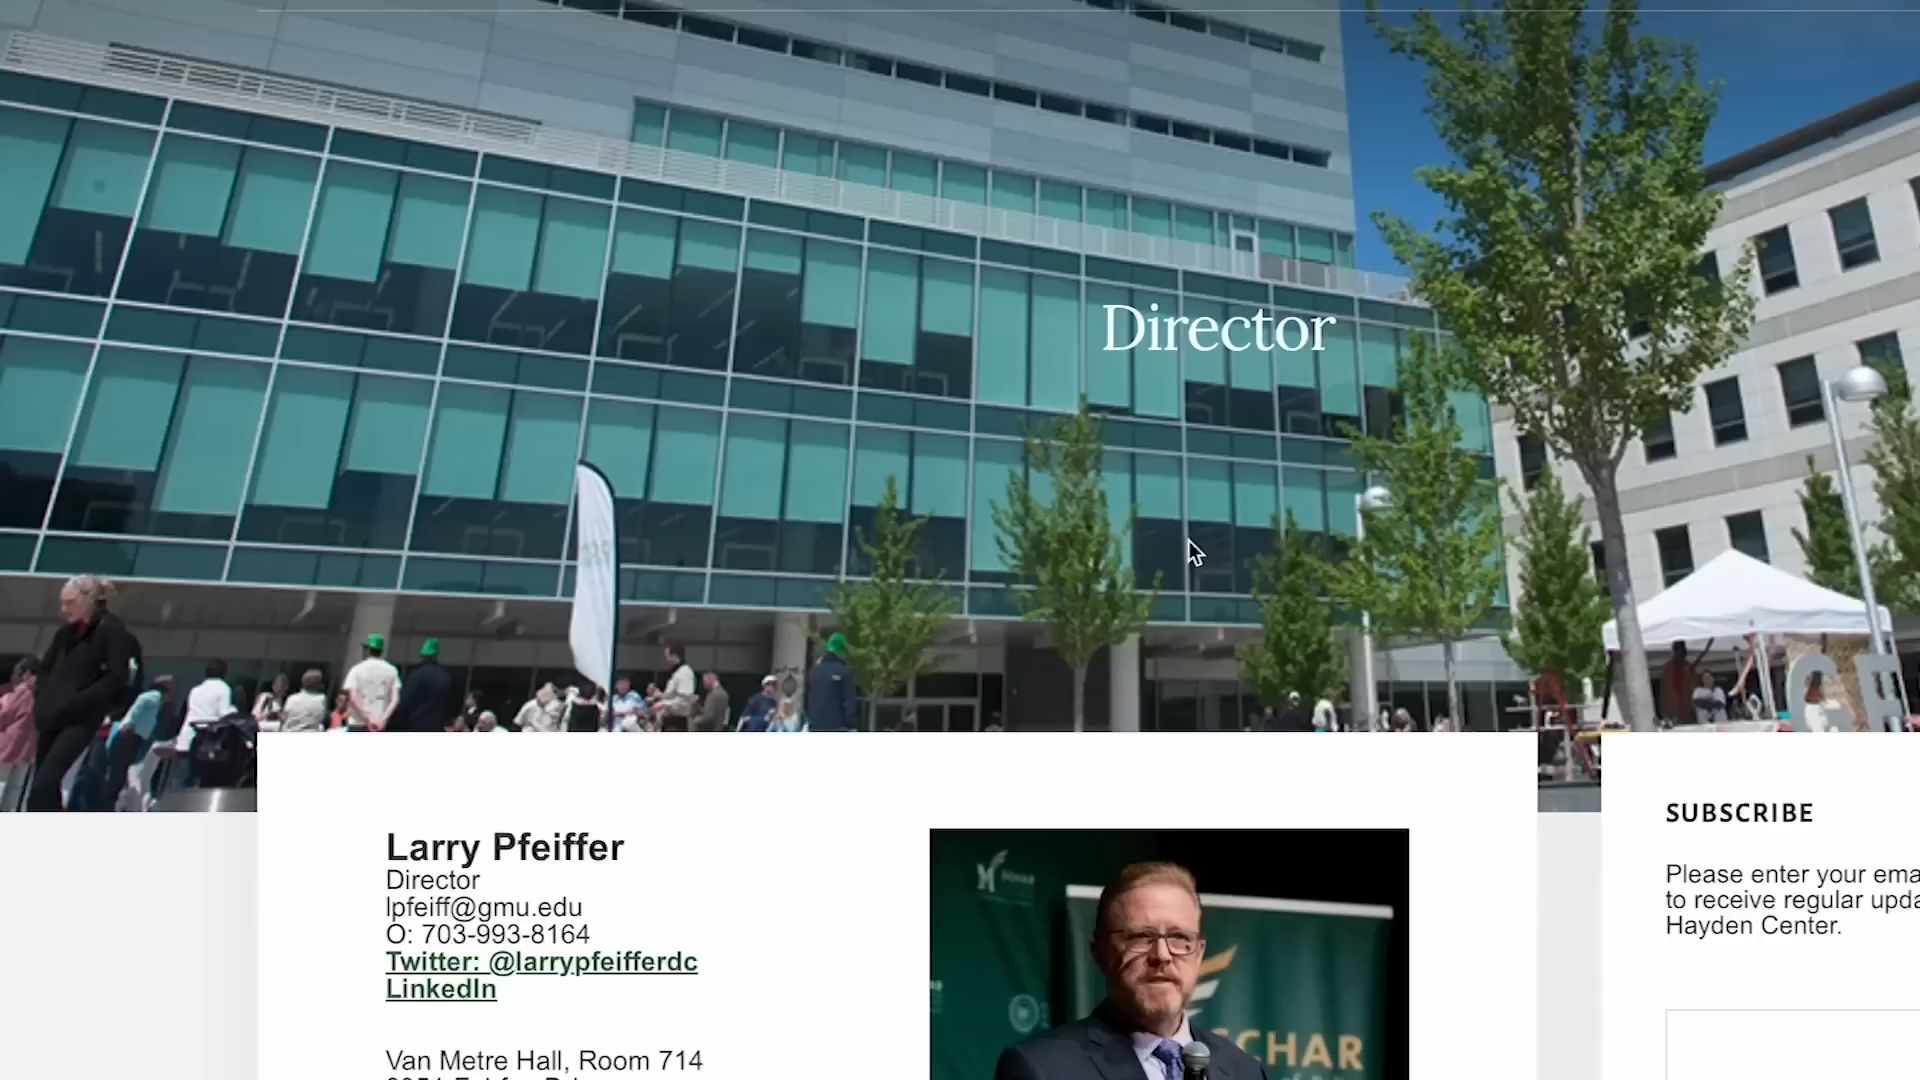 Director
Larry Pfeiffer
Director
lpfeiff@gmu.edu
O: 703-993-8164
Twitter: @larrypfeifferdc
LinkedIn
Van Metre Hall, Room 714
SCHAR
SUBSCRIBE
Please enter your ema
to receive regular upda
Hayden Center.